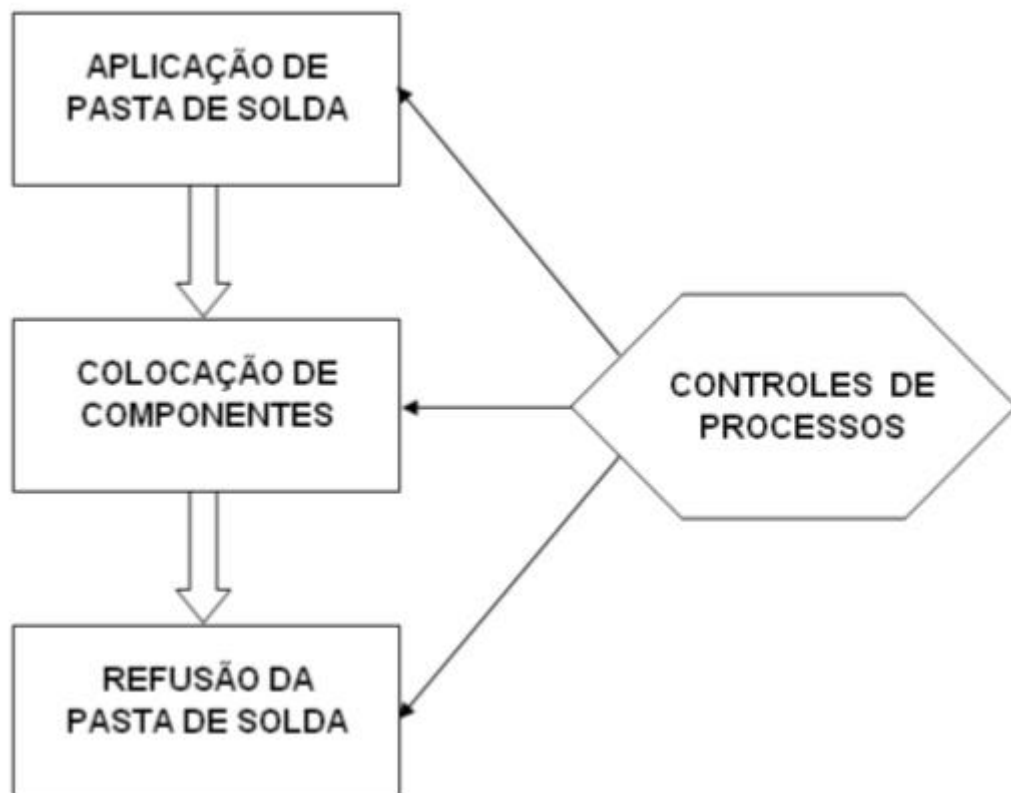 APLICAÇÃO DE
PASTA DE SOLDA
COLOCAÇÃO DE
COMPONENTES
CONTROLES DE
PROCESSOS
REFUSÃO DA
PASTA DE SOLDA